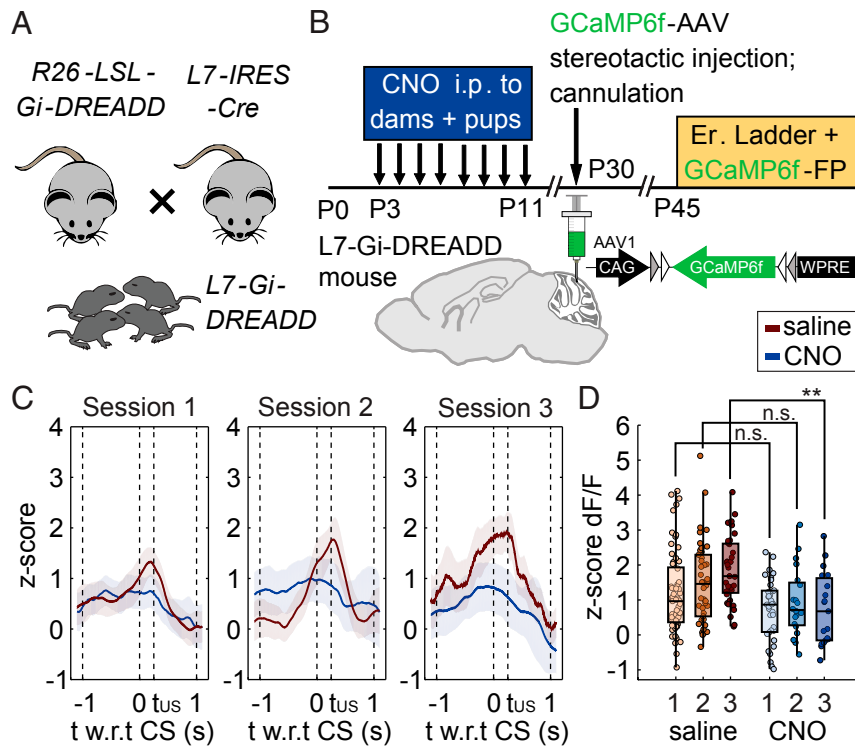 A
R26-LSL-
Gi-DREADD
L7-IRES
-Cre
×
L7-Gi-
DREADD
B
GCaMP6f-AAV
stereotactic injection;
cannulation
CNO i.p. to
dams + pups
Er. Ladder +
GCaMP6f-FP
P0
P3
P11
P30
P45
L7-Gi-DREADD
mouse
AAV1
CAG
GCaMP6f
WPRE
saline
CNO
C
Session 1
Session 2
Session 3
z-score
4
3
2
1
0
-1
4
3
2
1
0
-1
4
3
2
1
0
-1
-1 0 tUS 1
-1 0 tUS 1
-1 0 tUS 1
t w.r.t CS (s)
t w.r.t CS (s)
t w.r.t CS (s)
D
**
n.s.
n.s.
z-score dF/F
6
5
4
3
2
1
0
-1
1 2 3 1 2 3
saline CNO